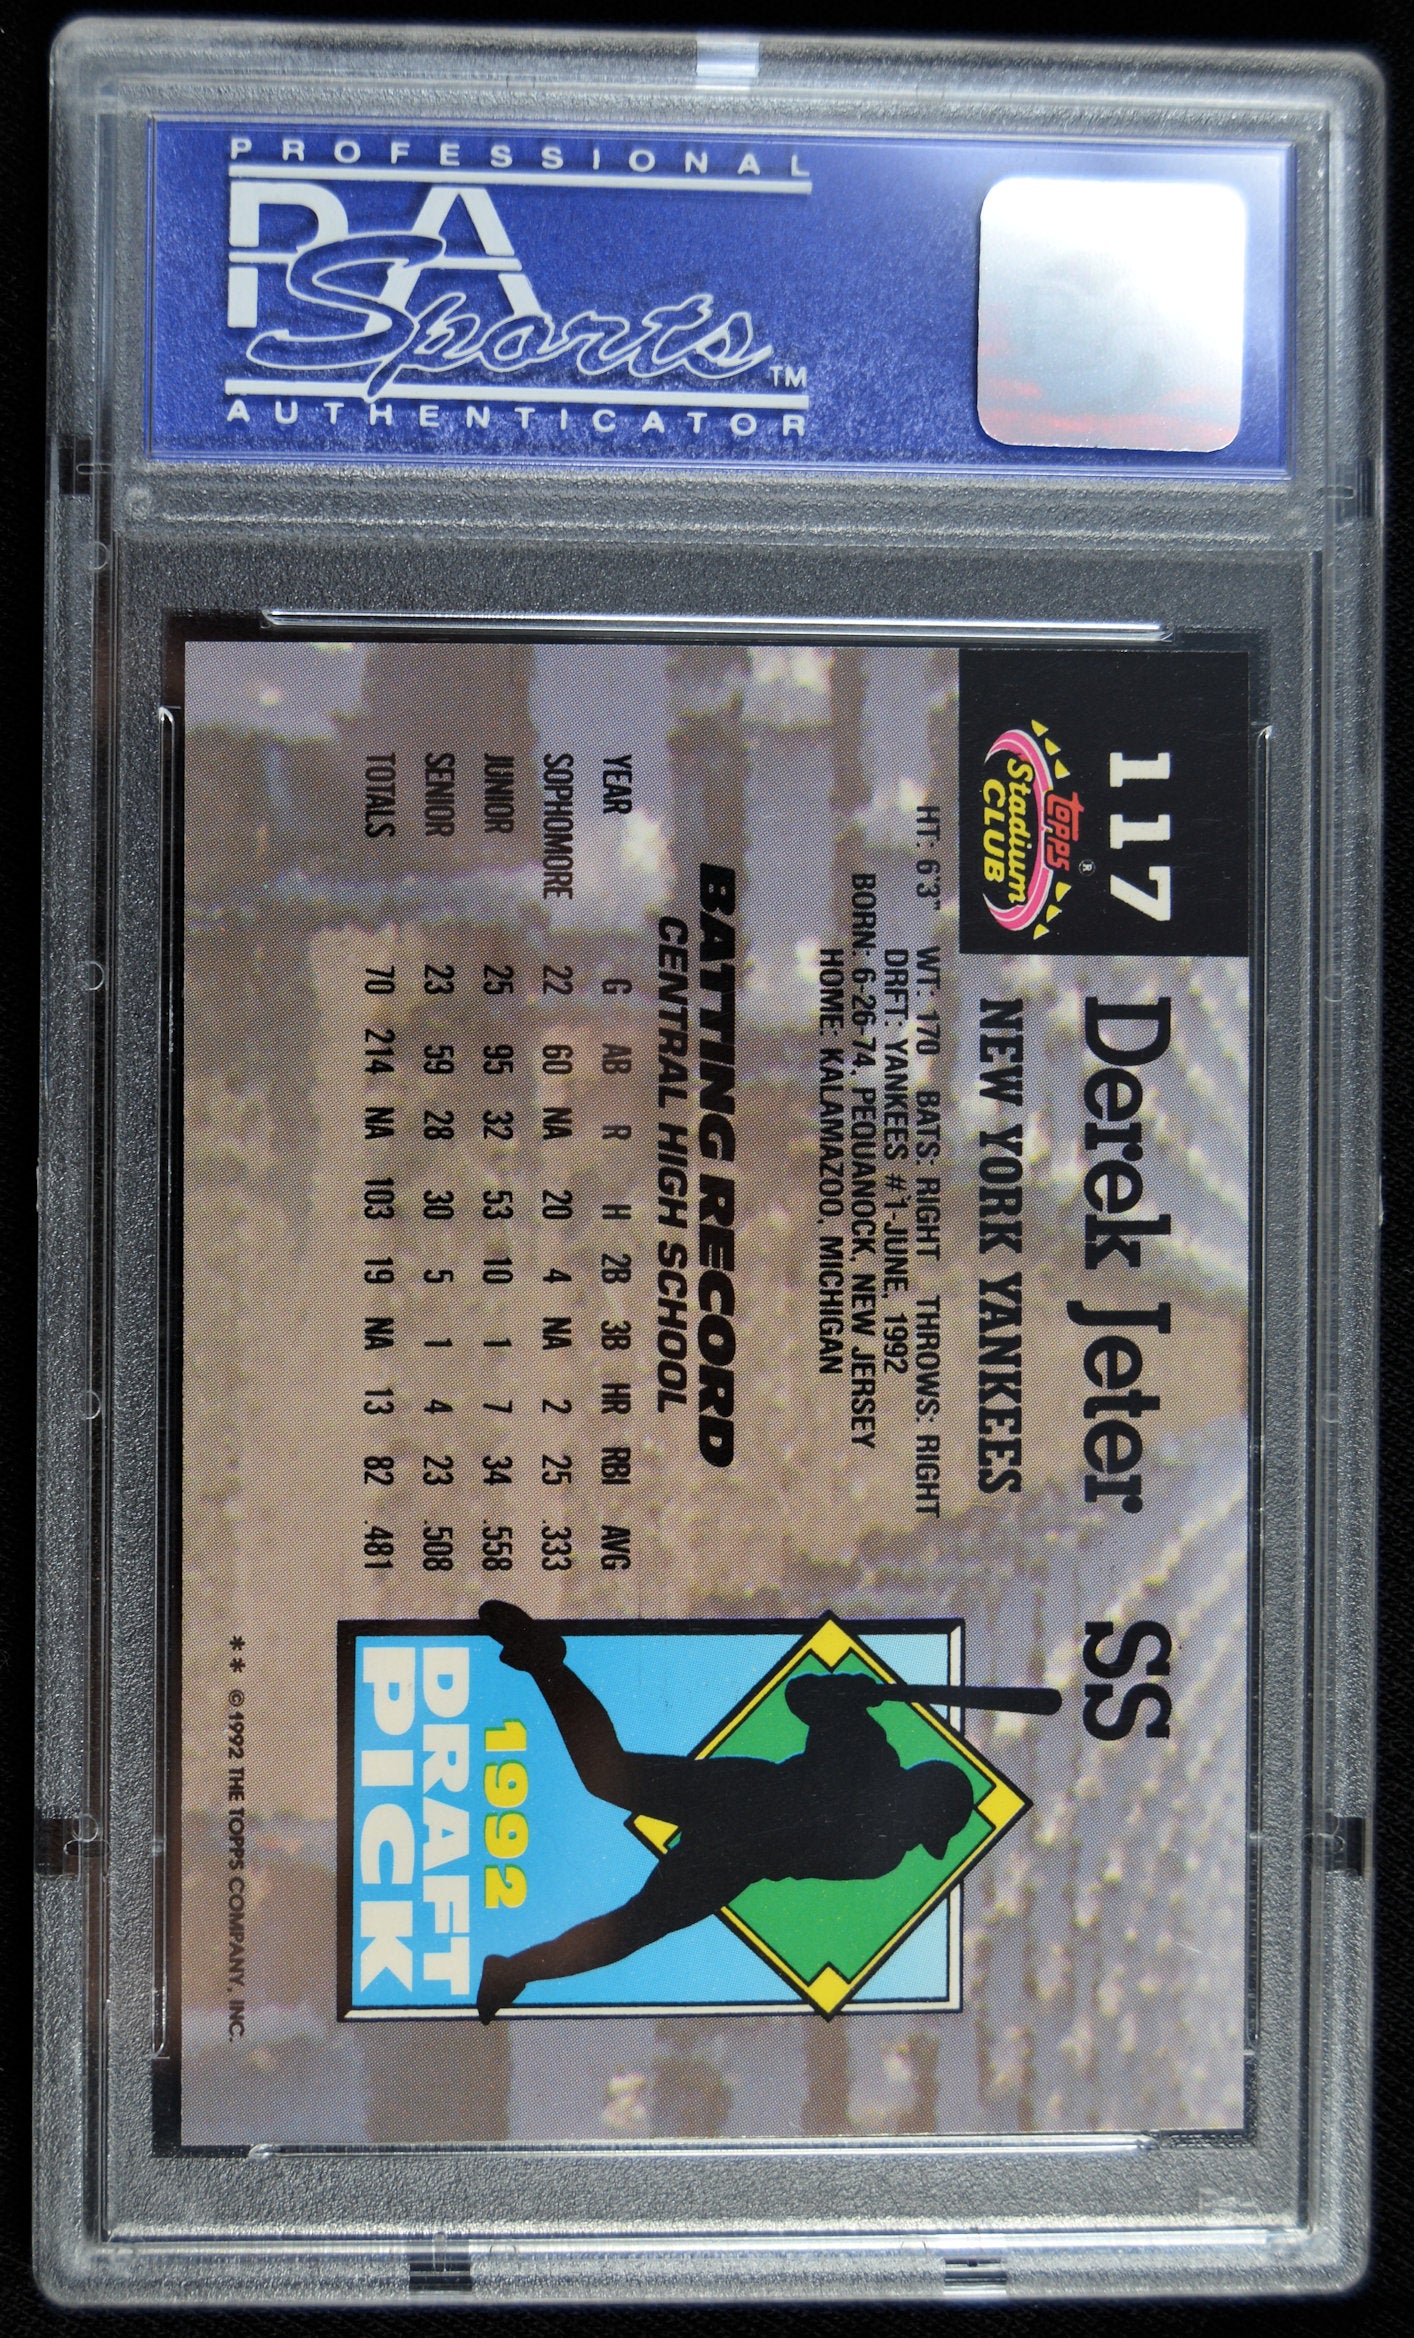 PROFESSIONAL
PSA
Sports™
AUTHENTICATOR
117
Topps®
Stadium
CLUB
Derek Jeter SS
NEW YORK YANKEES
HT: 6'3" WT: 170 BATS: RIGHT THROWS: RIGHT
DRFT: YANKEES #1-JUNE, 1992
BORN: 6-26-74, PEQUANOCK, NEW JERSEY
HOME: KALAMAZOO, MICHIGAN
BATTING RECORD
CENTRAL HIGH SCHOOL
YEAR G AB R H 2B 3B HR RBI AVG
SOPHOMORE 22 60 NA 20 4 NA 2 25 .333
JUNIOR 25 95 32 53 10 1 7 34 .558
SENIOR 23 59 28 30 5 1 4 23 .508
TOTALS 70 214 NA 103 19 NA 13 82 .481
1992
DRAFT
PICK
** ©1992 THE TOPPS COMPANY, INC.